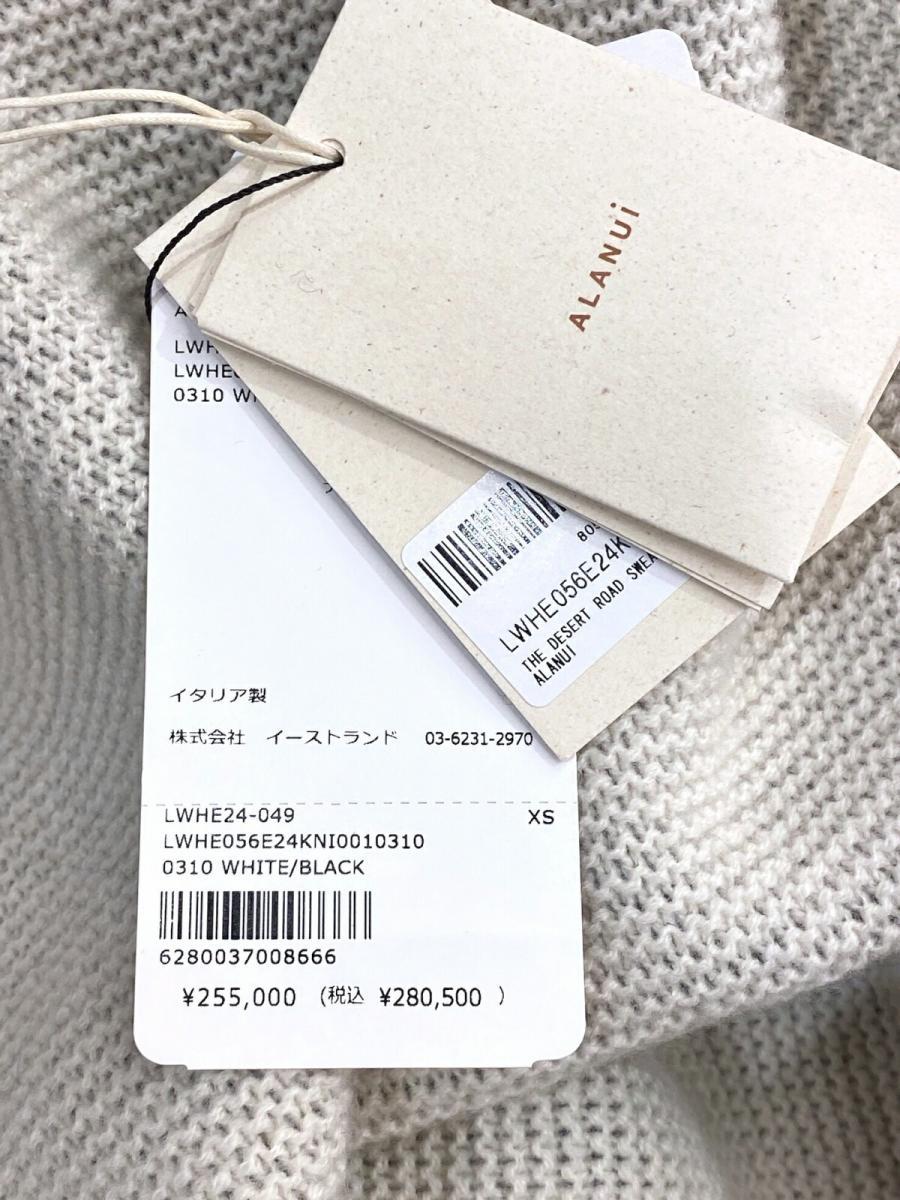 ALANUi
0310
LWHE056E24K
THE DESERT ROAD
ALANUI
イタリア製
株式会社 イーストランド 03-6231-2970
LWHE24-049 XS
LWHE056E24KNI0010310
0310 WHITE/BLACK
6280037008666
¥255,000 (税込 ¥280,500 )